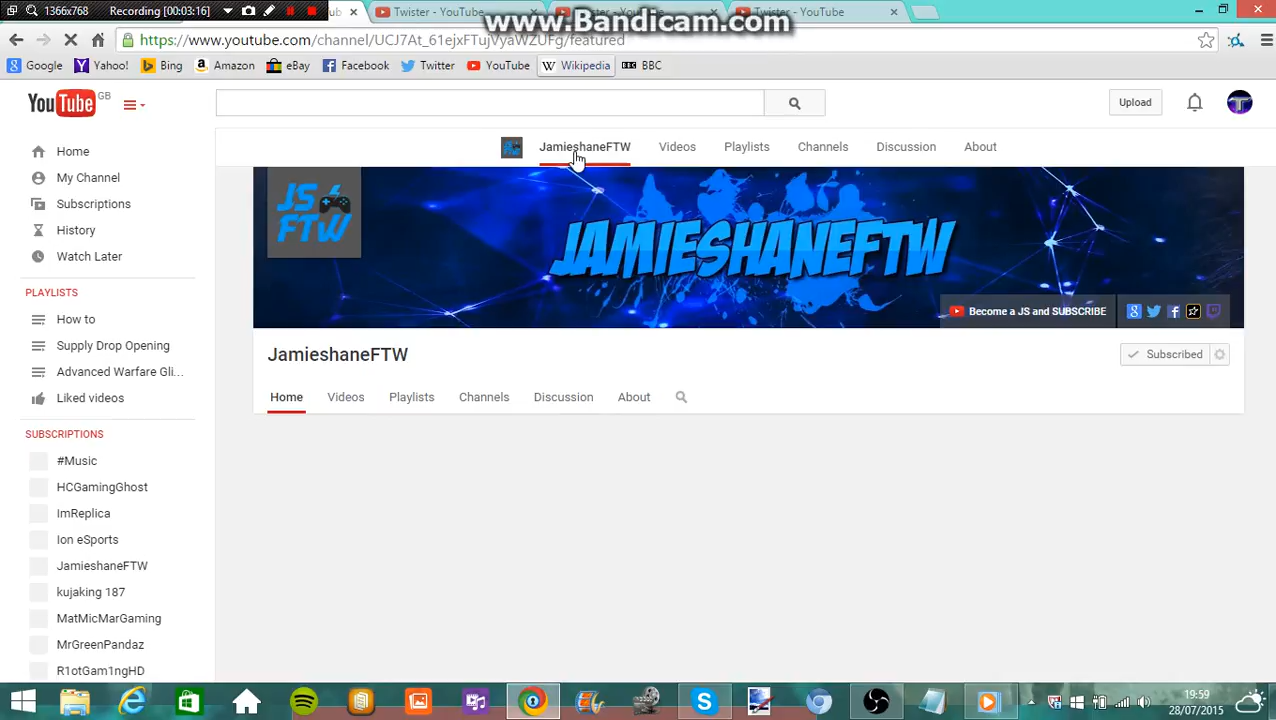 1366x768 Recording [00:03:16]
www.Bandicam.com
ube Twister - YouTube ster - YouTube Twister - YouTube
https://www.youtube.com/channel/UCJ7At_61ejxFTujVyaWZUFg/featured
Google Yahoo! Bing Amazon eBay Facebook Twitter YouTube Wikipedia BBC
YouTube GB
Upload
JamieshaneFTW Videos Playlists Channels Discussion About
Home
My Channel
Subscriptions
History
Watch Later
PLAYLISTS
How to
Supply Drop Opening
Advanced Warfare Gli...
Liked videos
SUBSCRIPTIONS
#Music
HCGamingGhost
ImReplica
Ion eSports
JamieshaneFTW
kujaking 187
MatMicMarGaming
MrGreenPandaz
R1otGam1ngHD
JS
FTW
JAMIESHANEFTW
Become a JS and SUBSCRIBE
JamieshaneFTW
Subscribed
Home Videos Playlists Channels Discussion About
19:59
28/07/2015